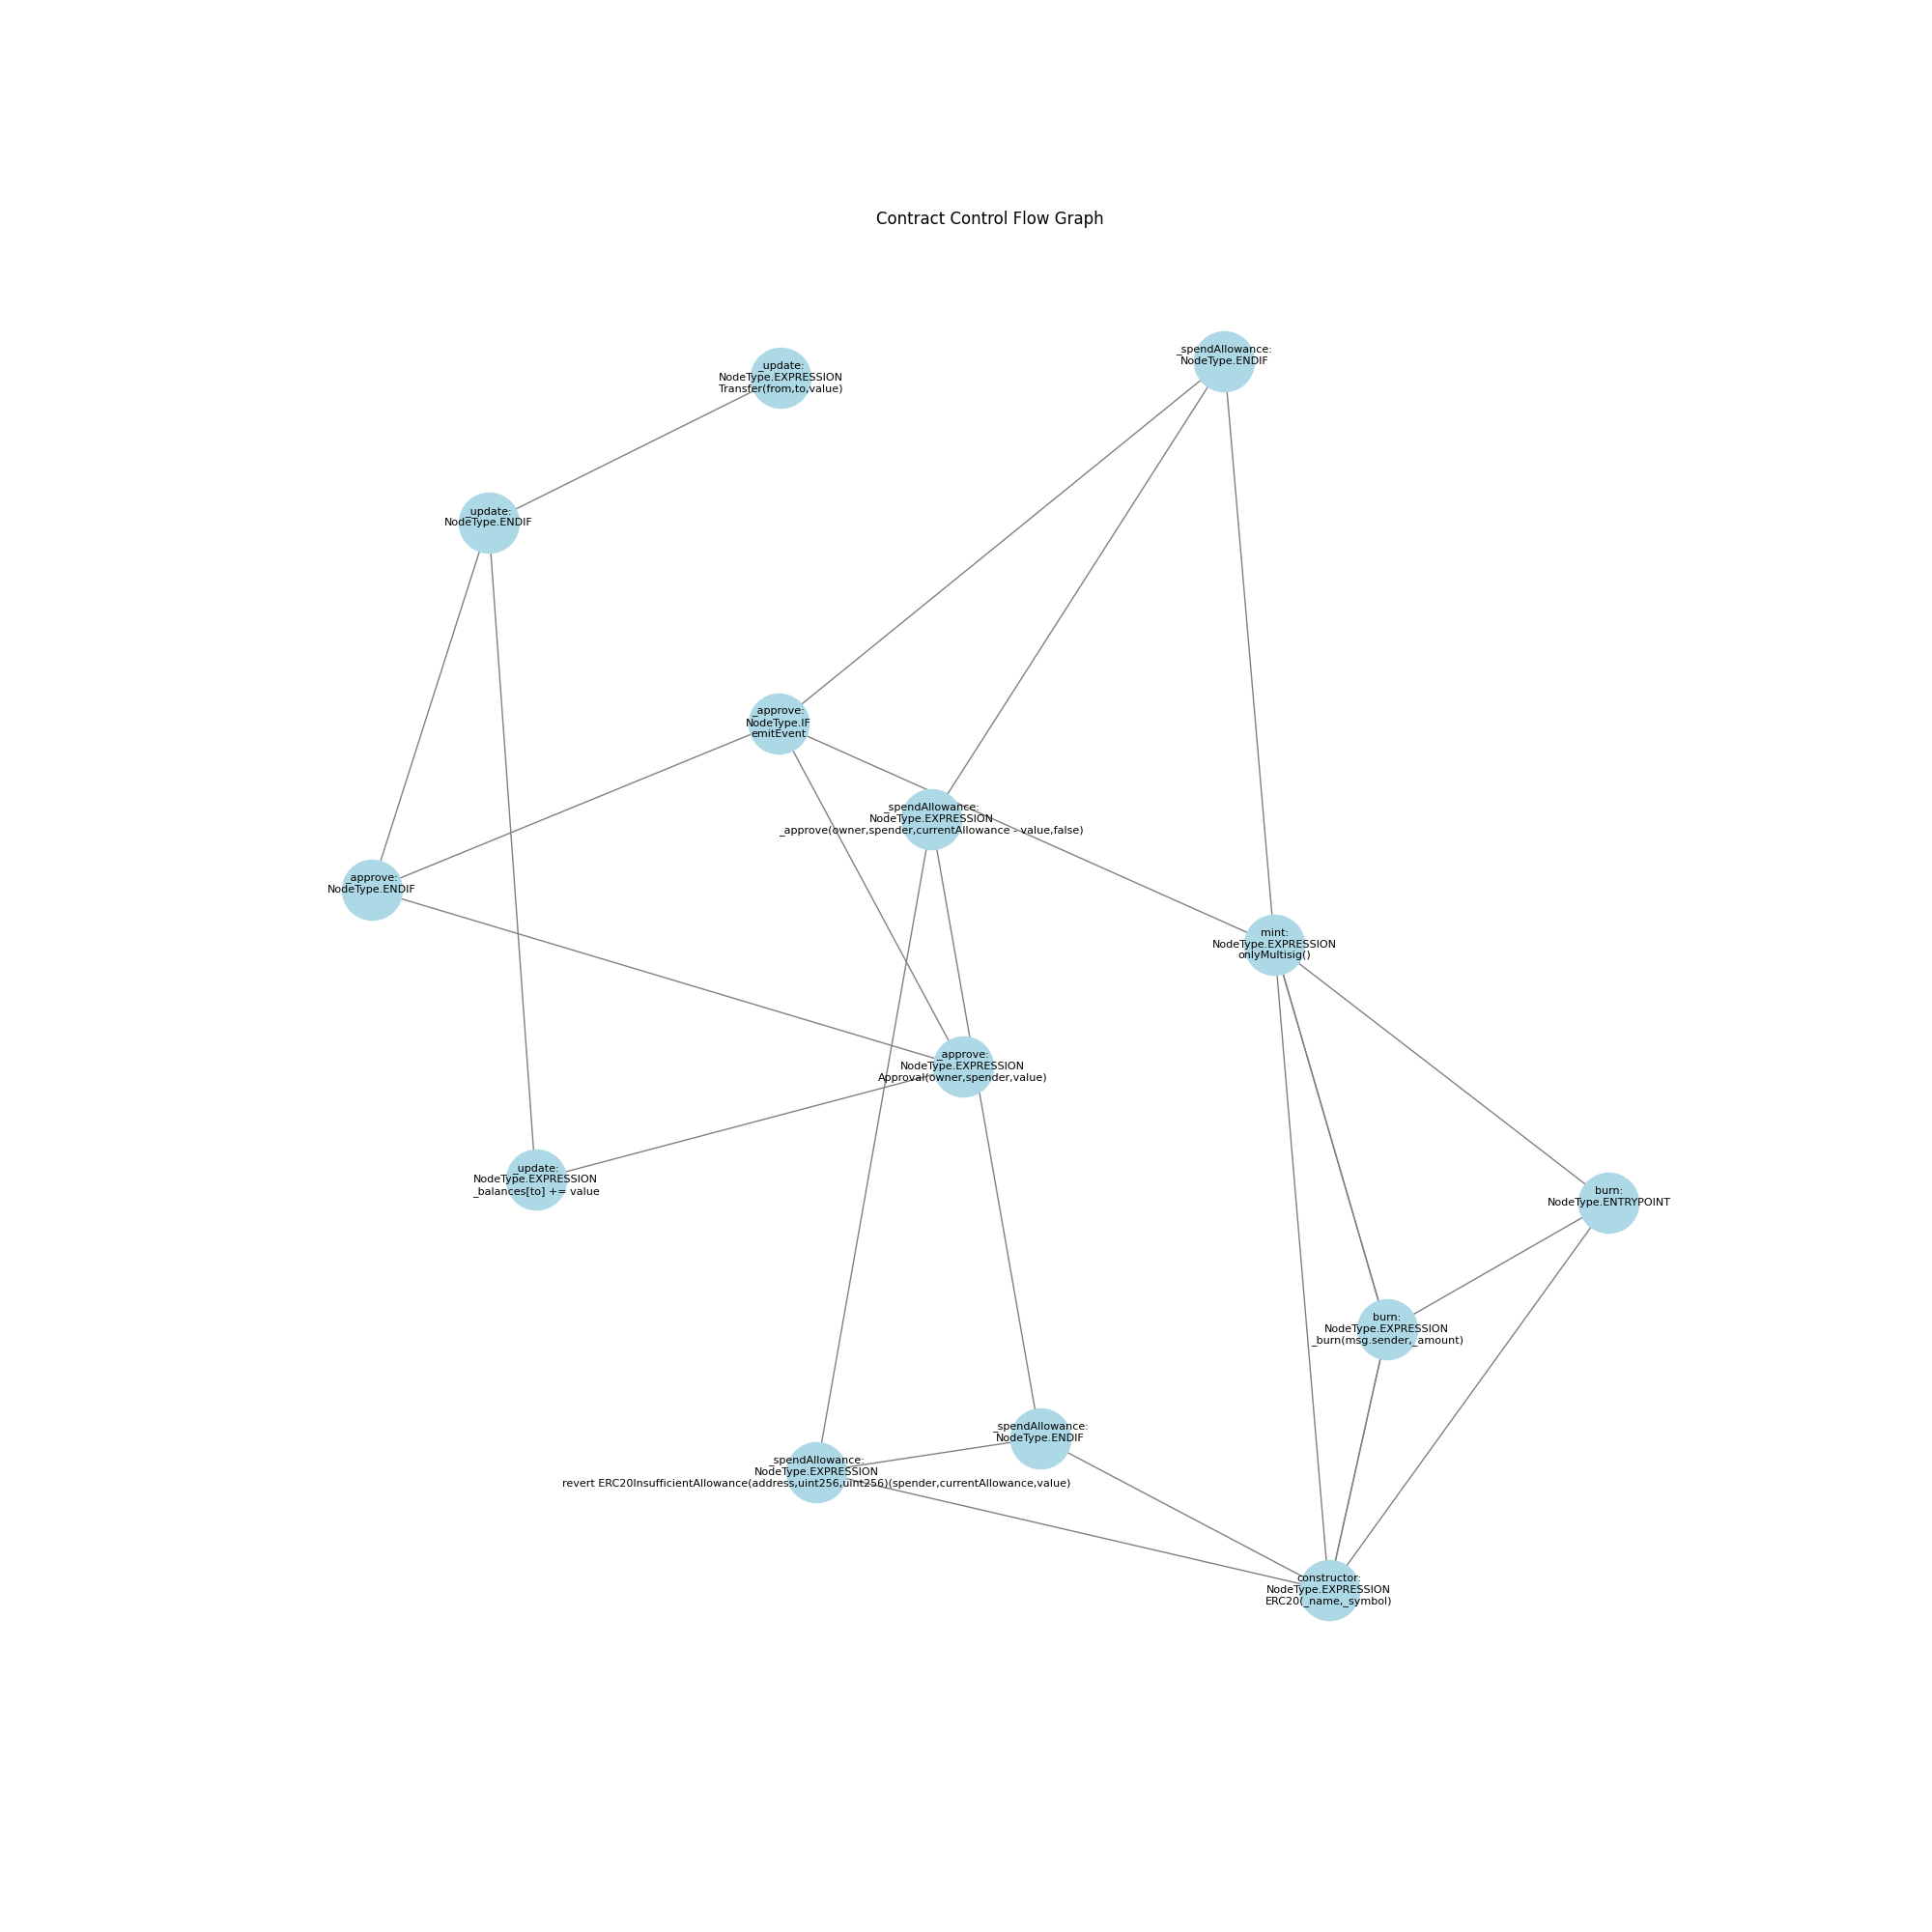 Contract Control Flow Graph
_spendAllowance:
NodeType.ENDIF
_update:
NodeType.EXPRESSION
Transfer(from,to,value)
_update:
NodeType.ENDIF
_approve:
NodeType.IF
emitEvent
_spendAllowance:
NodeType.EXPRESSION
_approve(owner,spender,currentAllowance - value,false)
_approve:
NodeType.ENDIF
mint:
NodeType.EXPRESSION
onlyMultisig()
_approve:
NodeType.EXPRESSION
Approval(owner,spender,value)
_update:
NodeType.EXPRESSION
_balances[to] += value
burn:
NodeType.ENTRYPOINT
burn:
NodeType.EXPRESSION
_burn(msg.sender,_amount)
_spendAllowance:
NodeType.ENDIF
_spendAllowance:
NodeType.EXPRESSION
revert ERC20InsufficientAllowance(address,uint256,uint256)(spender,currentAllowance,value)
constructor:
NodeType.EXPRESSION
ERC20(_name,_symbol)